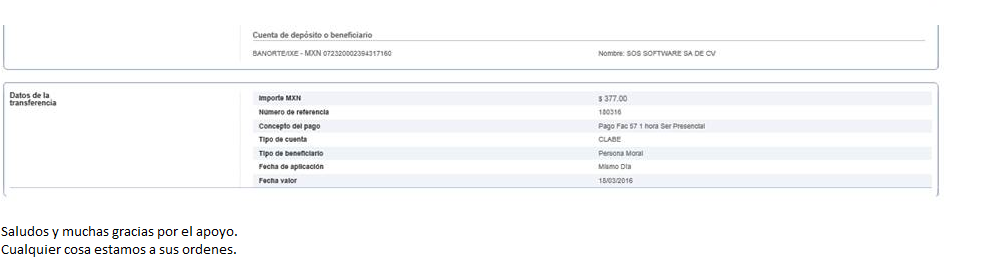 Cuenta de depósito o beneficiario
BANORTE/IXE - MXN 072320002394317160 Nombre: SOS SOFTWARE SA DE CV
Datos de la
transferencia
Importe MXN $ 377.00
Número de referencia 180316
Concepto del pago Pago Fac 57 1 hora Ser Presencial
Tipo de cuenta CLABE
Tipo de beneficiario Persona Moral
Fecha de aplicación Mismo Día
Fecha valor 18/03/2016
Saludos y muchas gracias por el apoyo.
Cualquier cosa estamos a sus ordenes.